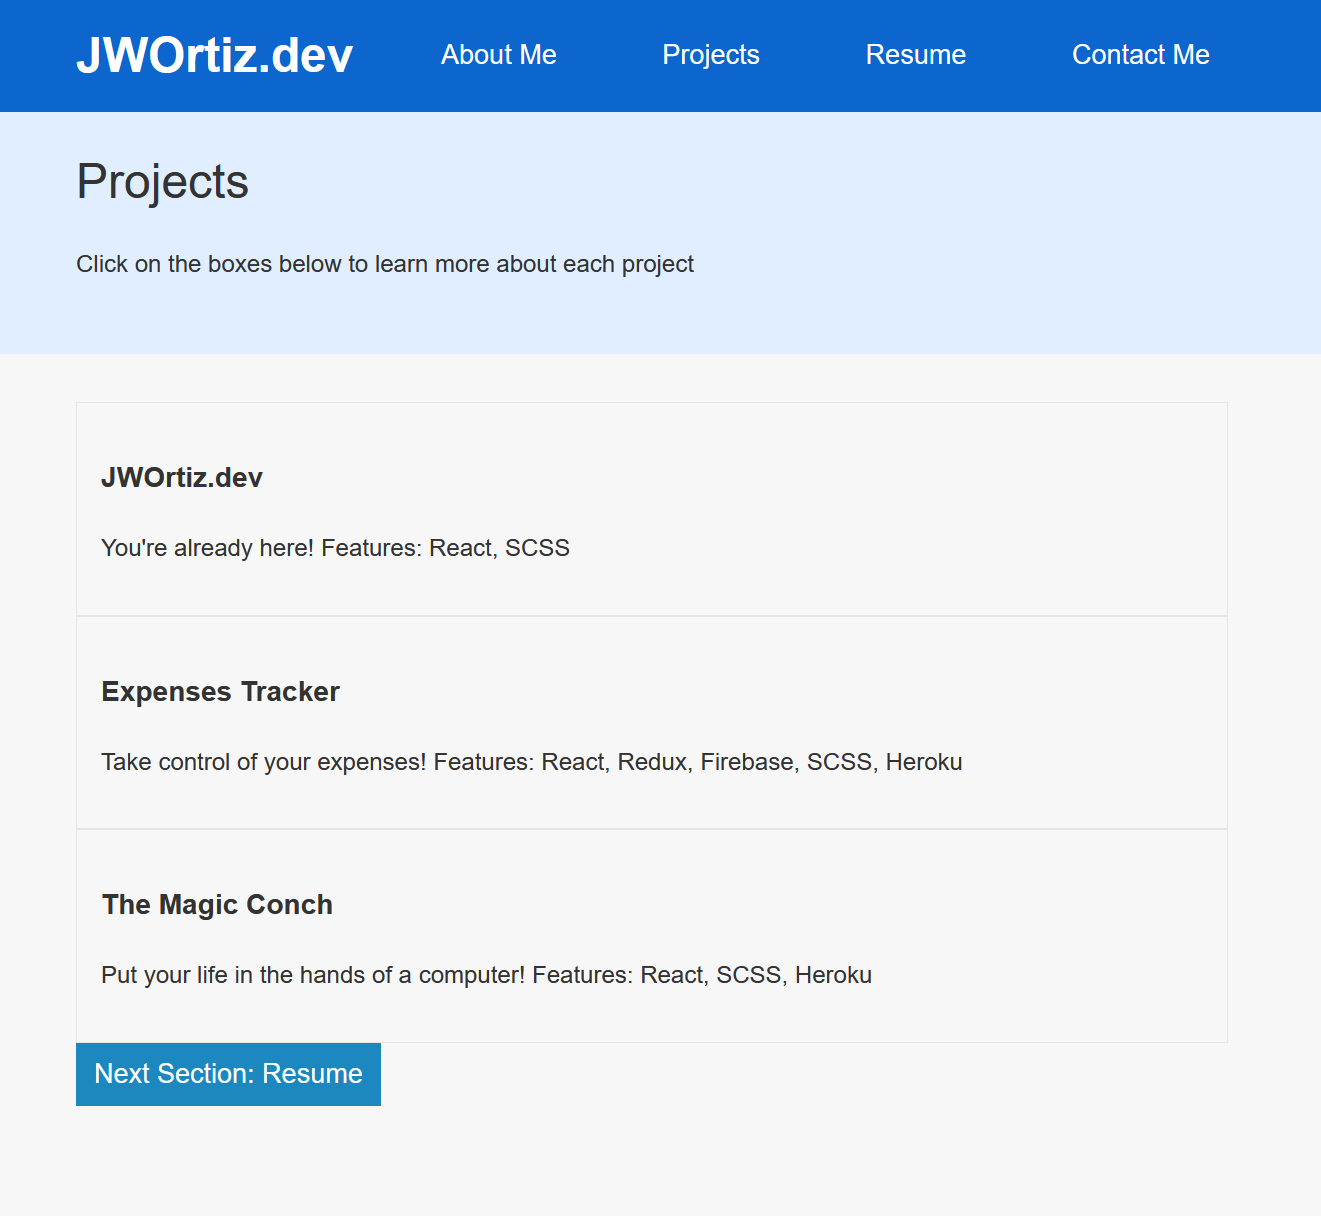 JWOrtiz.dev About Me Projects Resume Contact Me
Projects
Click on the boxes below to learn more about each project
JWOrtiz.dev
You're already here! Features: React, SCSS
Expenses Tracker
Take control of your expenses! Features: React, Redux, Firebase, SCSS, Heroku
The Magic Conch
Put your life in the hands of a computer! Features: React, SCSS, Heroku
Next Section: Resume